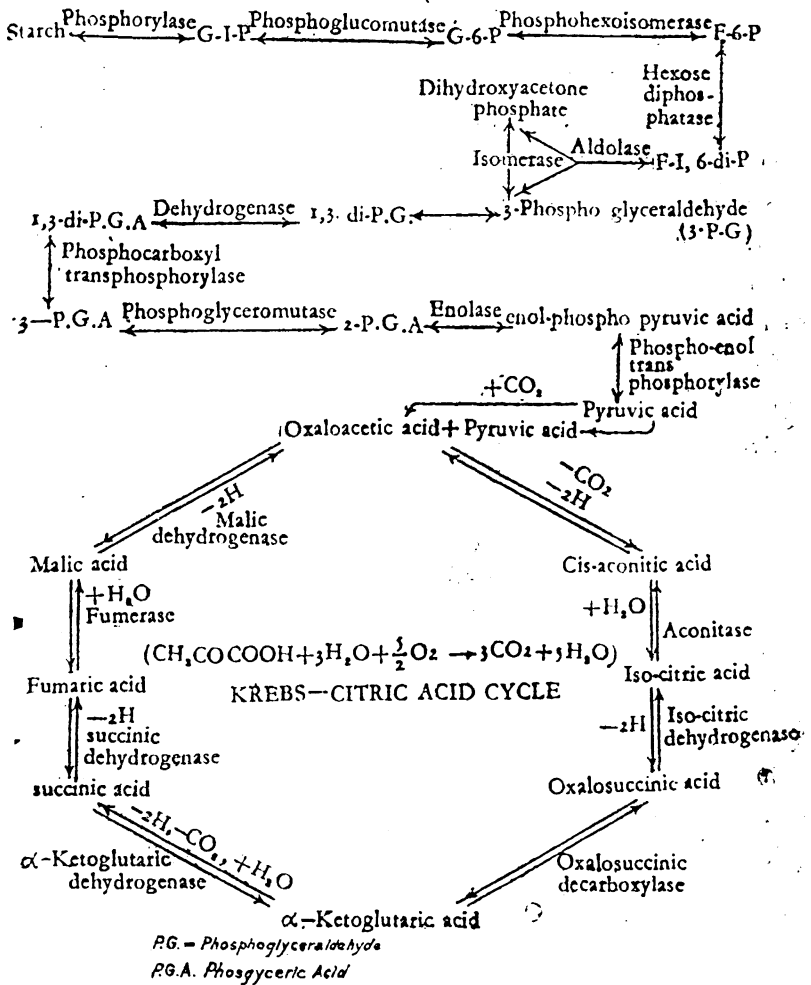 Starch Phosphorylase G-I-P Phosphoglucomutase G-6-P Phosphohexoisomerase F-6-P
Hexose
diphos-
phatase
Dihydroxyacetone
phosphate
Isomerase Aldolase F-I, 6-di-P
1,3-di-P.G.A Dehydrogenase 1,3. di-P.G. 3-Phospho glyceraldehyde
(3·P-G)
Phosphocarboxyl
transphosphorylase
3—P.G.A Phosphoglyceromutase 2-P.G.A Enolase enol-phospho pyruvic acid
Phospho-enol
trans
phosphorylase
+CO₂
Pyruvic acid
Oxaloacetic acid+Pyruvic acid
—2H
Malic
dehydrogenase
—CO2
—2H
Malic acid
Cis-aconitic acid
+H₂O
Fumerase
+H₂O
Aconitase
(CH₃COCOOH+3H₂O+5/2O2 →3CO2+5H₂O)
KREBS—CITRIC ACID CYCLE
Fumaric acid
Iso-citric acid
—2H
succinic
dehydrogenase
—2H
Iso-citric
dehydrogenase
succinic acid
Oxalosuccinic acid
—2H,—CO₂,+H₂O
α-Ketoglutaric
dehydrogenase
Oxalosuccinic
decarboxylase
α-Ketoglutaric acid
P.G. = Phosphoglyceraldehyde
P.G.A. Phosgyceric Acid